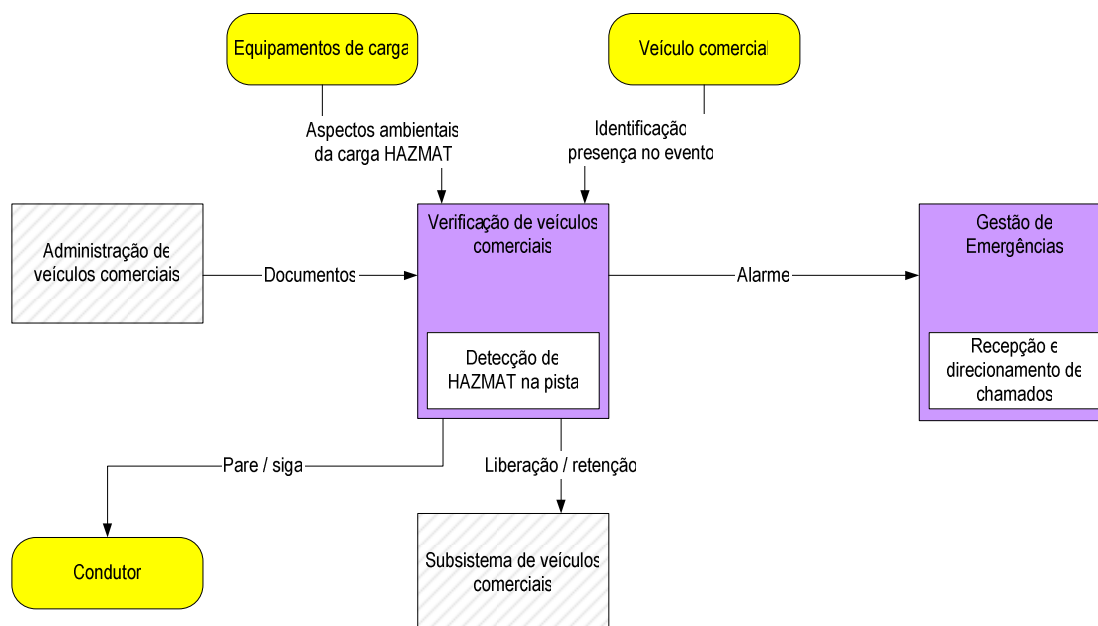 Equipamentos de carga
Veículo comercial
Aspectos ambientais
da carga HAZMAT
Identificação
presença no evento
Administração de
veículos comerciais
Documentos
Verificação de veículos
comerciais
Detecção de
HAZMAT na pista
Alarme
Gestão de
Emergências
Recepção e
direcionamento de
chamados
Pare / siga
Liberação / retenção
Condutor
Subsistema de veículos
comerciais